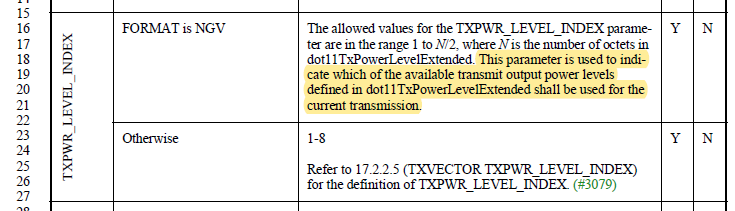 15
16
17
18
19
20
21
22
23
24
25
26
27
TXPWR_LEVEL_INDEX
FORMAT is NGV
The allowed values for the TXPWR_LEVEL_INDEX parame-
ter are in the range 1 to N/2, where N is the number of octets in
dot11TxPowerLevelExtended. This parameter is used to indi-
cate which of the available transmit output power levels
defined in dot11TxPowerLevelExtended shall be used for the
current transmission.
Y
N
Otherwise
1-8
Refer to 17.2.2.5 (TXVECTOR TXPWR_LEVEL_INDEX)
for the definition of TXPWR_LEVEL_INDEX. (#3079)
Y
N